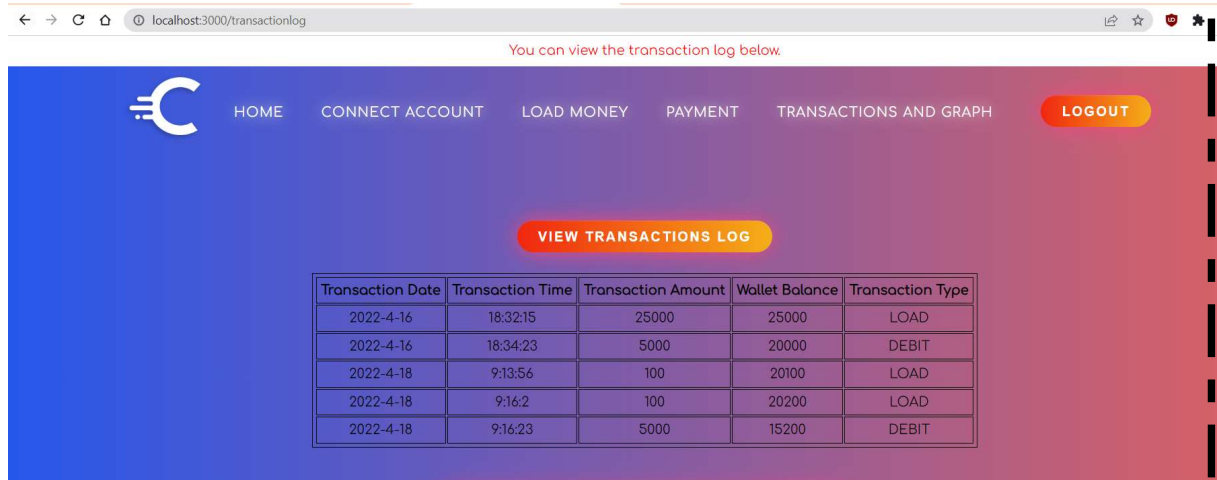 localhost:3000/transactionlog
You can view the transaction log below.
HOME CONNECT ACCOUNT LOAD MONEY PAYMENT TRANSACTIONS AND GRAPH LOGOUT
VIEW TRANSACTIONS LOG
Transaction Date Transaction Time Transaction Amount Wallet Balance Transaction Type
2022-4-16 18:32:15 25000 25000 LOAD
2022-4-16 18:34:23 5000 20000 DEBIT
2022-4-18 9:13:56 100 20100 LOAD
2022-4-18 9:16:2 100 20200 LOAD
2022-4-18 9:16:23 5000 15200 DEBIT